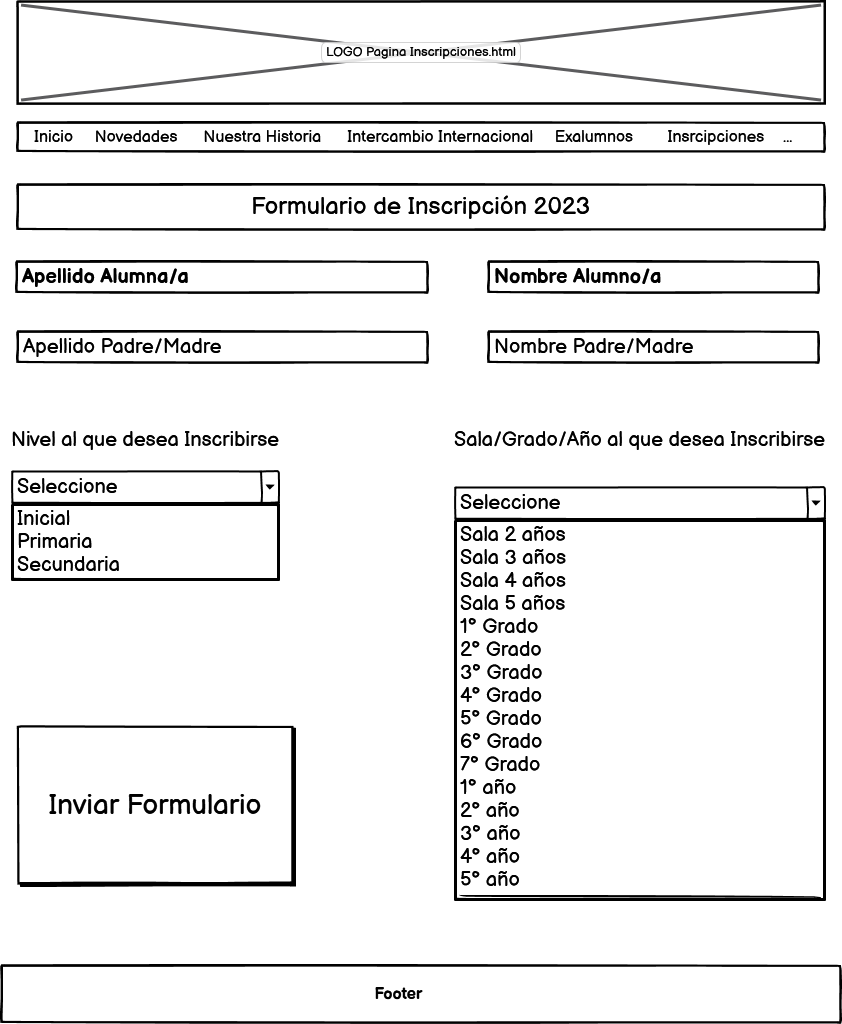 LOGO Pagina Inscripciones.html
Inicio Novedades Nuestra Historia Intercambio Internacional Exalumnos Insrcipciones ...
Formulario de Inscripción 2023
Apellido Alumna/a Nombre Alumno/a
Apellido Padre/Madre Nombre Padre/Madre
Nivel al que desea Inscribirse
Seleccione
Inicial
Primaria
Secundaria
Sala/Grado/Año al que desea Inscribirse
Seleccione
Sala 2 años
Sala 3 años
Sala 4 años
Sala 5 años
1° Grado
2° Grado
3° Grado
4° Grado
5° Grado
6° Grado
7° Grado
1° año
2° año
3° año
4° año
5° año
Inviar Formulario
Footer